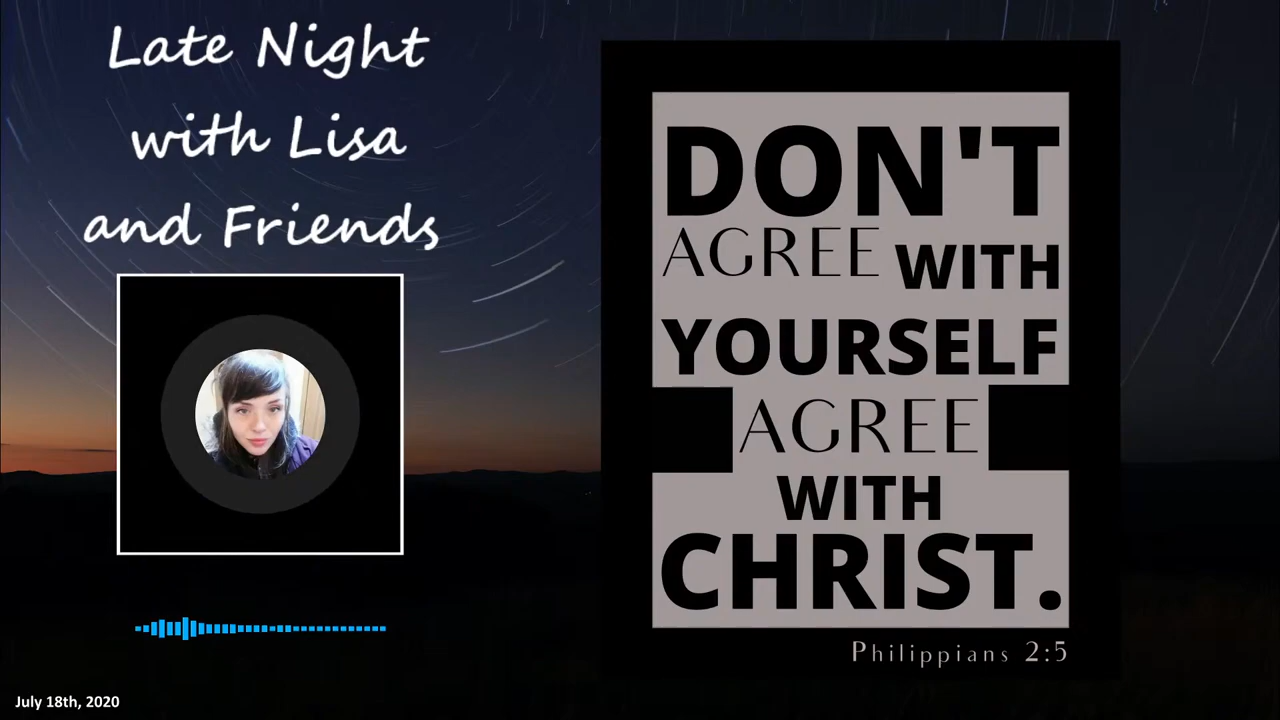 Late Night
with Lisa
and Friends
DON'T
AGREE WITH
YOURSELF
AGREE
WITH
CHRIST.
Philippians 2:5
July 18th, 2020